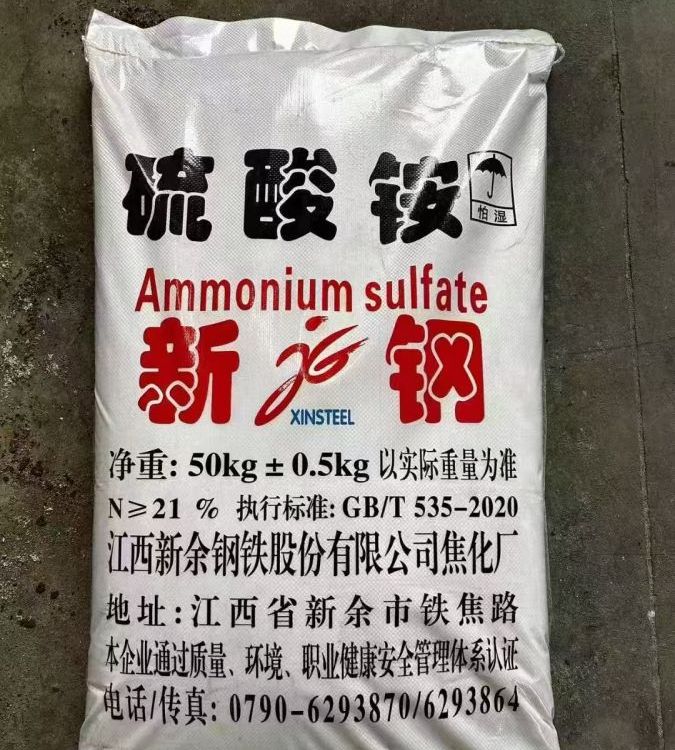 硫酸铵
怕湿
Ammonium sulfate
新 钢
XINSTEEL
净重: 50kg ± 0.5kg 以实际重量为准
N≥21 % 执行标准: GB/T 535-2020
江西新余钢铁股份有限公司焦化厂
地址: 江西省新余市铁焦路
本企业通过质量、环境、职业健康安全管理体系认证
电话/传真: 0790-6293870/6293864